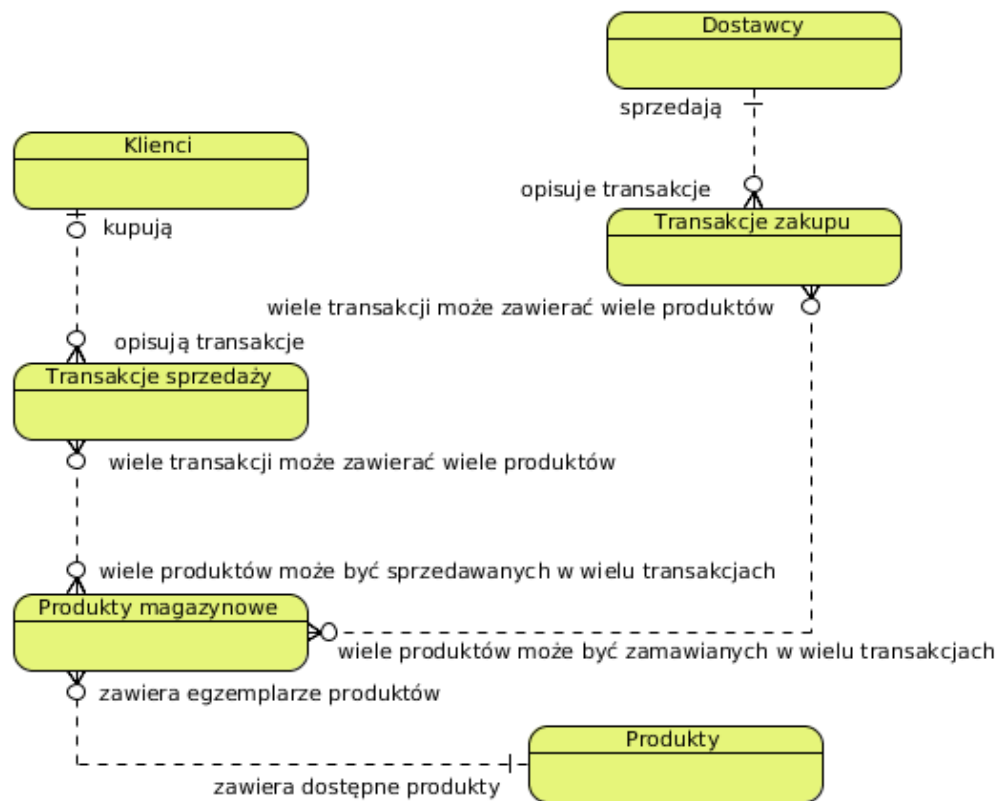 Dostawcy
sprzedają
Klienci
opisuje transakcje
kupują
Transakcje zakupu
wiele transakcji może zawierać wiele produktów
opisują transakcje
Transakcje sprzedaży
wiele transakcji może zawierać wiele produktów
wiele produktów może być sprzedawanych w wielu transakcjach
Produkty magazynowe
wiele produktów może być zamawianych w wielu transakcjach
zawiera egzemplarze produktów
Produkty
zawiera dostępne produkty